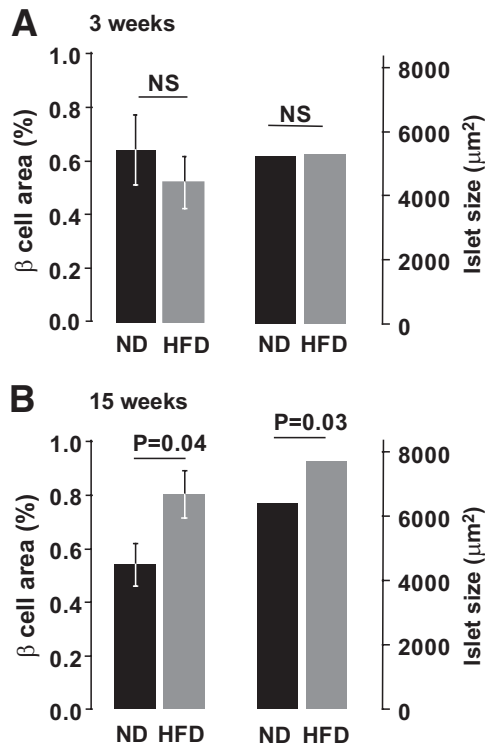 A 3 weeks
β cell area (%)
1.0
0.8
0.6
0.4
0.2
0.0
NS
NS
ND HFD
ND HFD
8000
6000
4000
2000
0
Islet size (μm²)
B 15 weeks
β cell area (%)
1.0
0.8
0.6
0.4
0.2
0.0
P=0.04
P=0.03
ND HFD
ND HFD
8000
6000
4000
2000
0
Islet size (μm²)